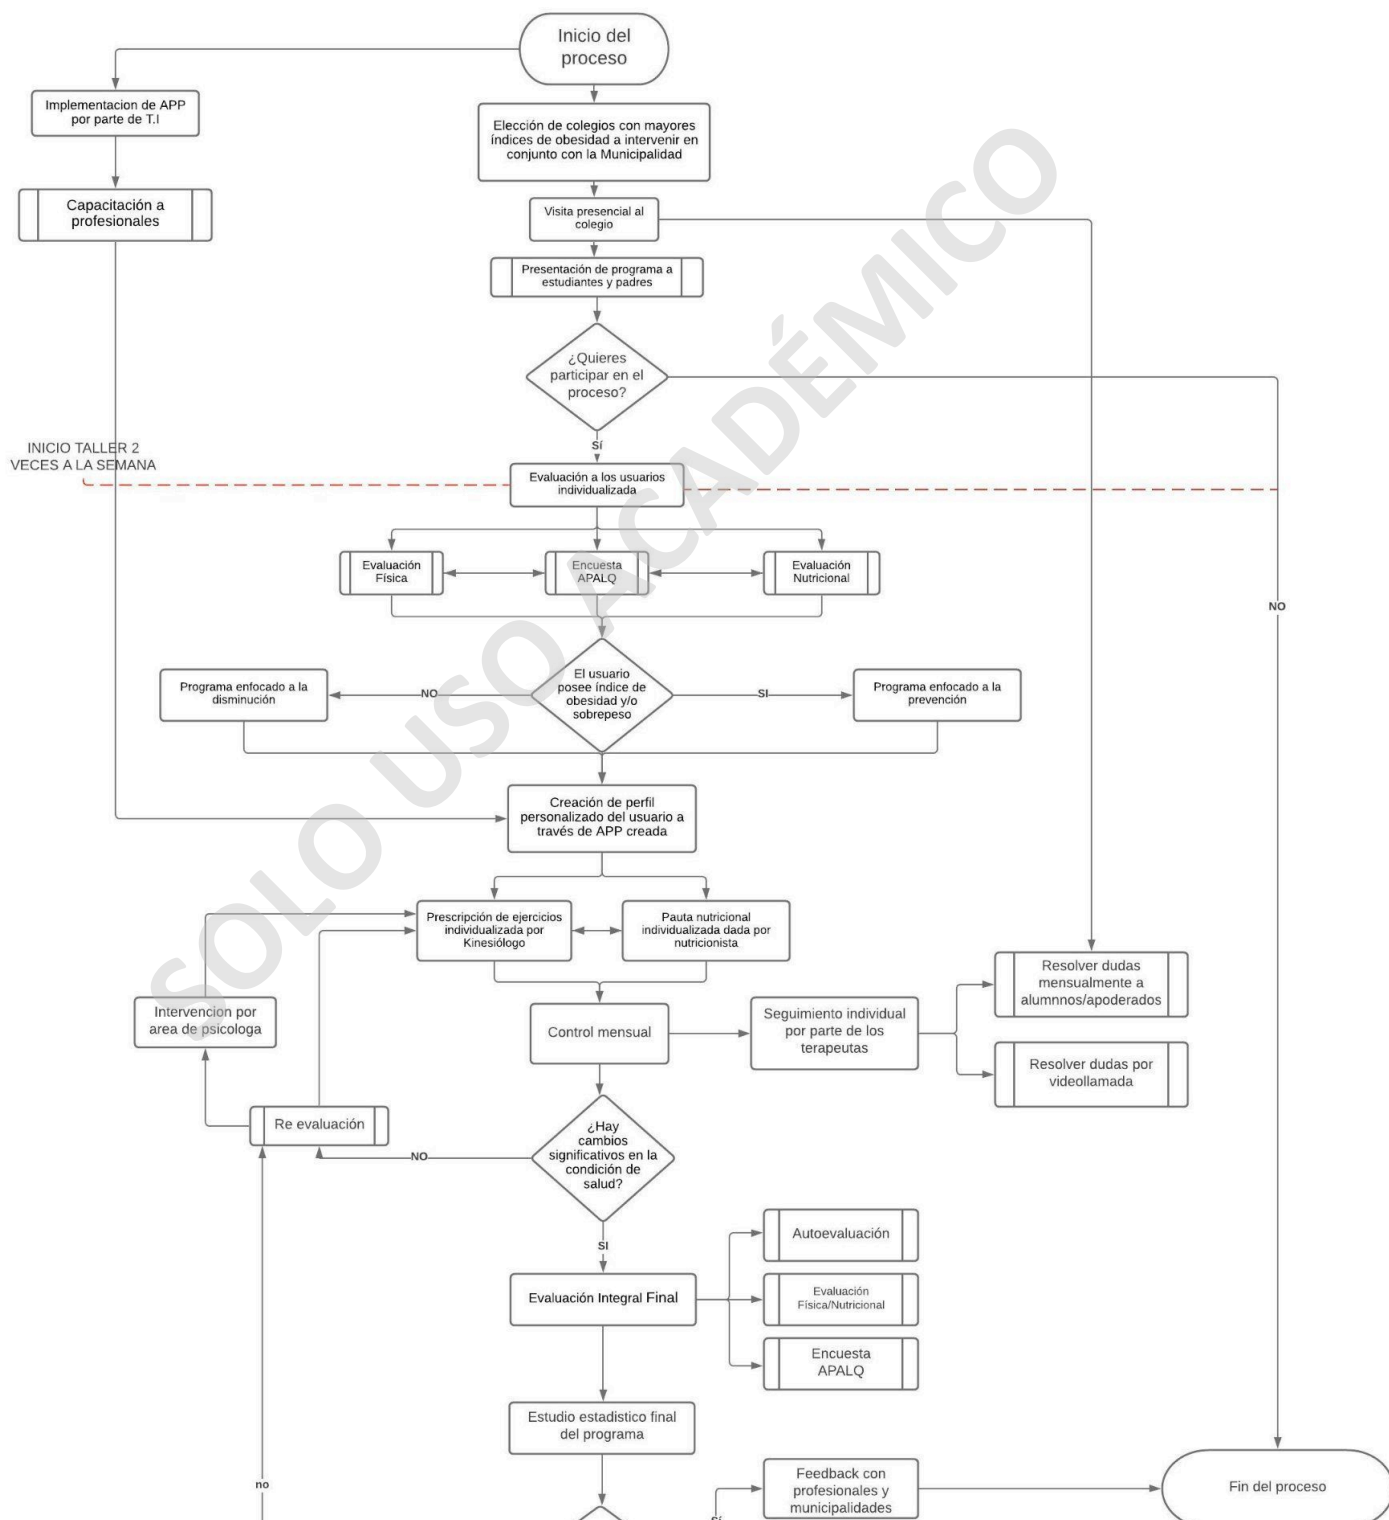 Inicio del
proceso
Implementacion de APP
por parte de T.I
Elección de colegios con mayores
índices de obesidad a intervenir en
conjunto con la Municipalidad
Capacitación a
profesionales
Visita presencial al
colegio
Presentación de programa a
estudiantes y padres
¿Quieres
participar en el
proceso?
Sí
INICIO TALLER 2
VECES A LA SEMANA
Evaluación a los usuarios
individualizada
Evaluación
Física
Encuesta
APALQ
Evaluación
Nutricional
NO
El usuario
posee índice de
obesidad y/o
sobrepeso
NO
SI
Programa enfocado a la
disminución
Programa enfocado a la
prevención
Creación de perfil
personalizado del usuario a
través de APP creada
Prescripción de ejercicios
individualizada por
Kinesiólogo
Pauta nutricional
individualizada dada por
nutricionista
Intervencion por
area de psicologa
Control mensual
Seguimiento individual
por parte de los
terapeutas
Resolver dudas
mensualmente a
alumnnos/apoderados
Resolver dudas por
videollamada
Re evaluación
¿Hay
cambios
significativos en la
condición de
salud?
NO
SI
Evaluación Integral Final
Autoevaluación
Evaluación
Física/Nutricional
Encuesta
APALQ
Estudio estadistico final
del programa
no
Sí
Feedback con
profesionales y
municipalidades
Fin del proceso
SOLO USO ACADÉMICO